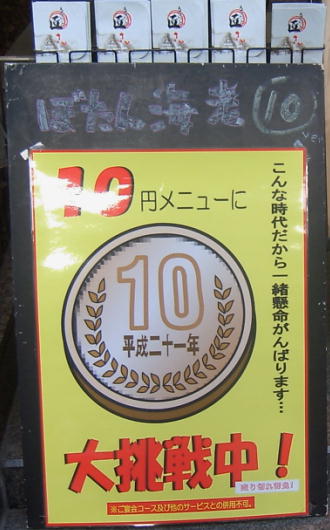 ぼたん海老 10
10円メニューに
こんな時代だから一緒懸命がんばります…
10
平成二十一年
大挑戦中！
売り切れ御免！
※ご宴会コース及び他のサービスとの併用不可。